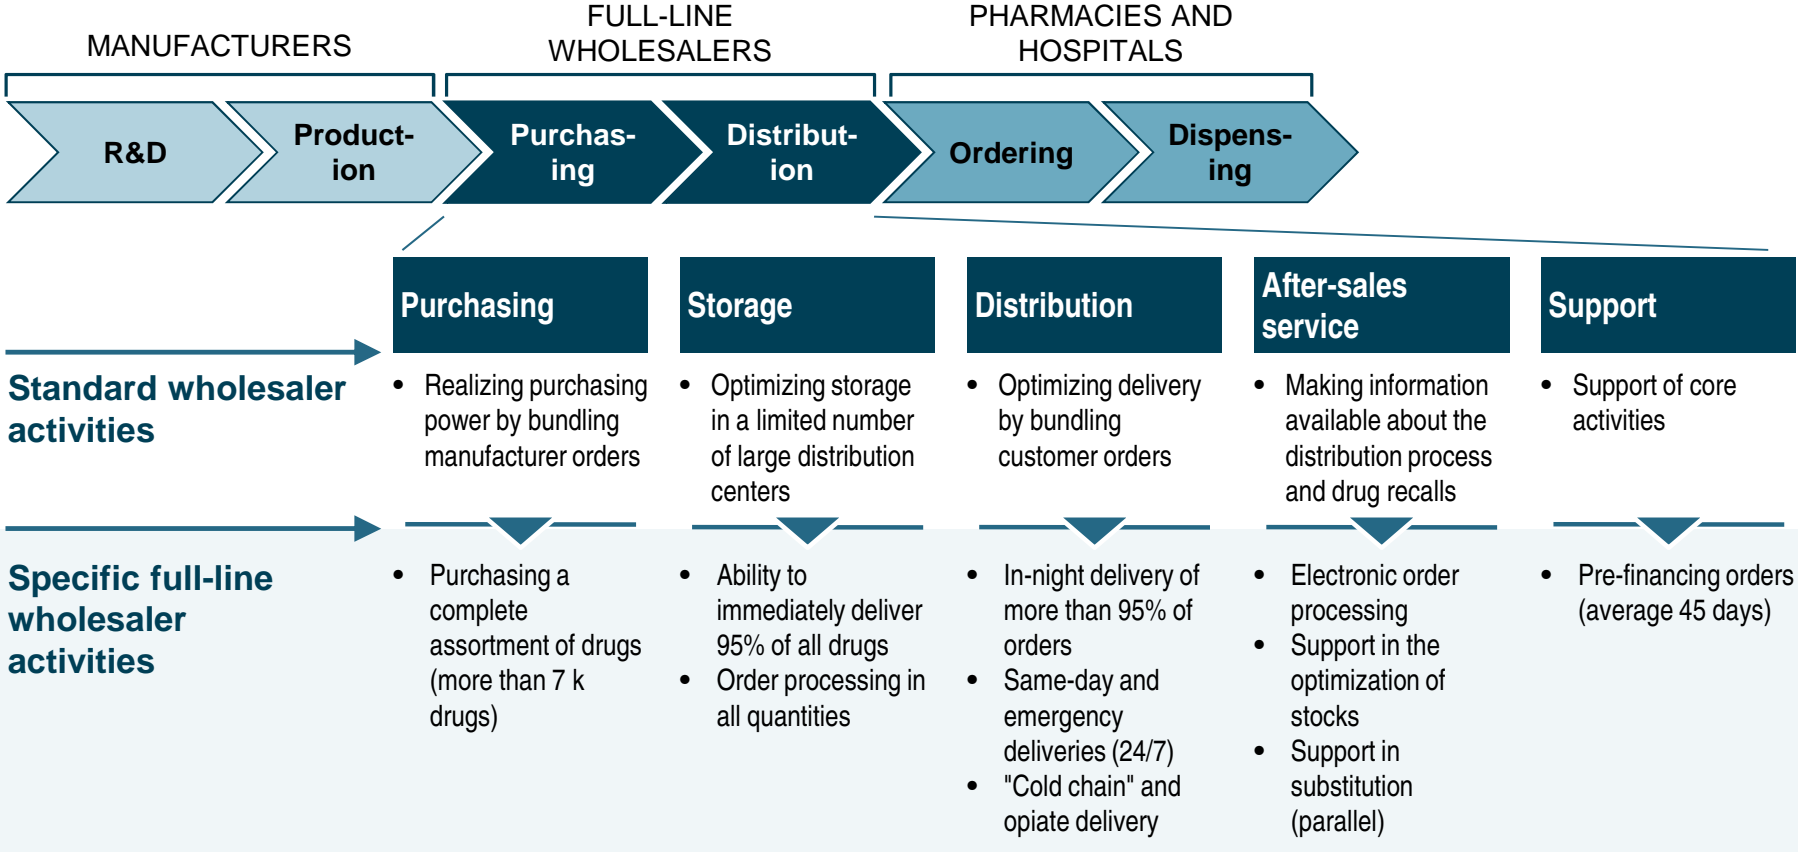 MANUFACTURERS
FULL-LINE
WHOLESALERS
PHARMACIES AND
HOSPITALS
R&D
Product-
ion
Purchas-
ing
Distribut-
ion
Ordering
Dispens-
ing
Purchasing
Storage
Distribution
After-sales
service
Support
Standard wholesaler
activities
• Realizing purchasing
power by bundling
manufacturer orders
• Optimizing storage
in a limited number
of large distribution
centers
• Optimizing delivery
by bundling
customer orders
• Making information
available about the
distribution process
and drug recalls
• Support of core
activities
Specific full-line
wholesaler
activities
• Purchasing a
complete
assortment of drugs
(more than 7 k
drugs)
• Ability to
immediately deliver
95% of all drugs
• Order processing in
all quantities
• In-night delivery of
more than 95% of
orders
• Same-day and
emergency
deliveries (24/7)
• "Cold chain" and
opiate delivery
• Electronic order
processing
• Support in the
optimization of
stocks
• Support in
substitution
(parallel)
• Pre-financing orders
(average 45 days)